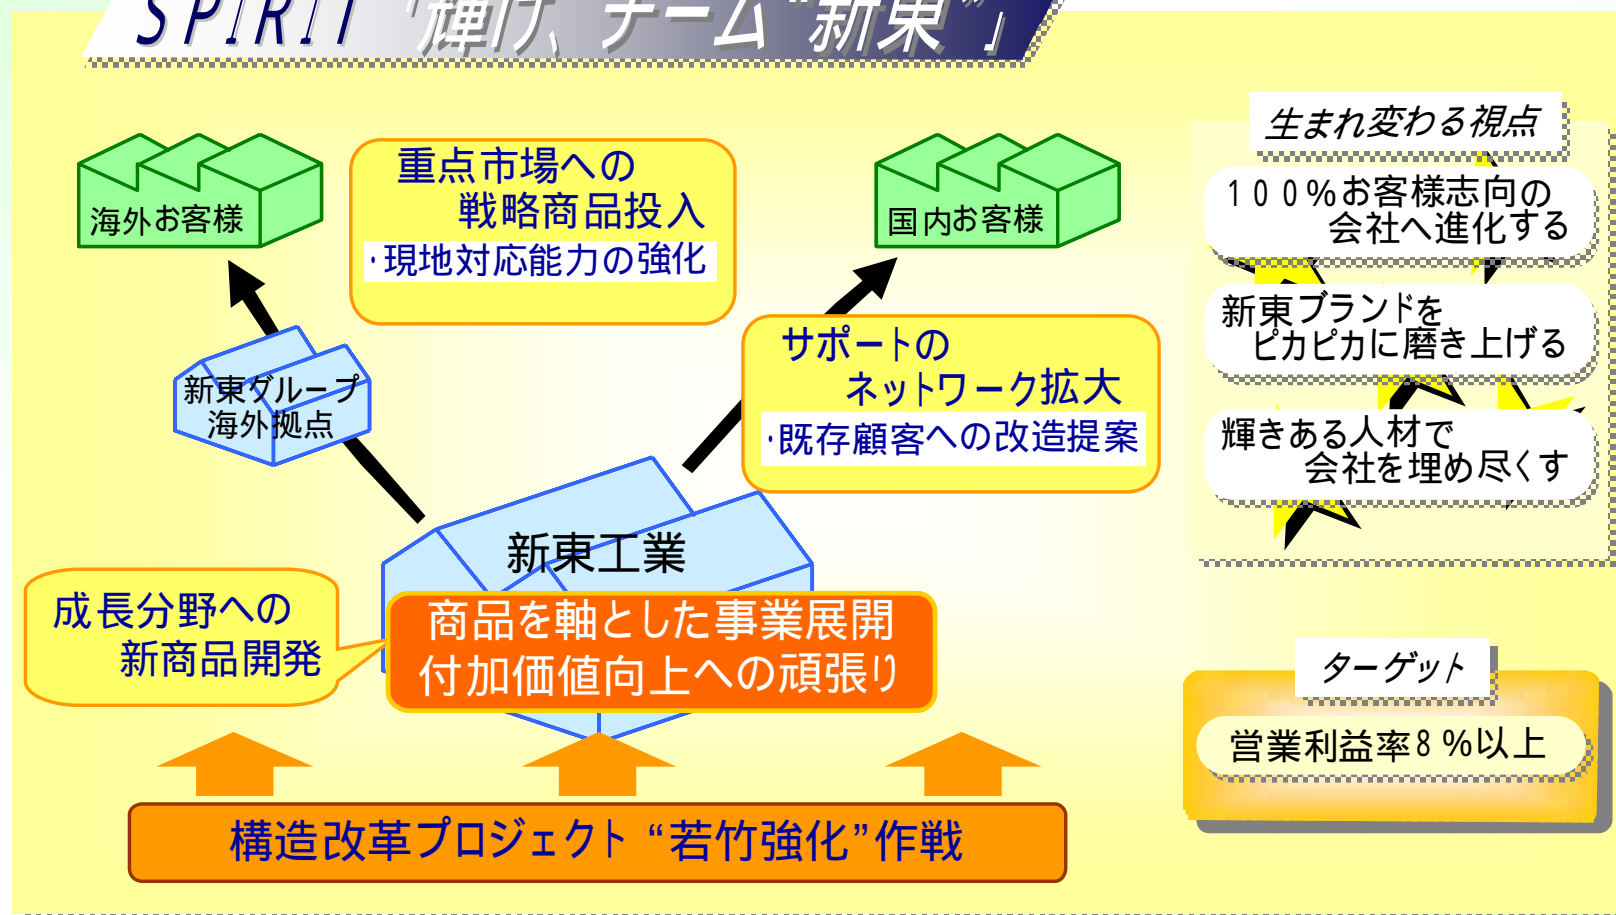 SPIRIT「輝け、チーム“新東”」
海外お客様
重点市場への
戦略商品投入
・現地対応能力の強化
国内お客様
新東グループ
海外拠点
サポートの
ネットワーク拡大
・既存顧客への改造提案
新東工業
成長分野への
新商品開発
商品を軸とした事業展開
付加価値向上への頑張り
構造改革プロジェクト “若竹強化”作戦
生まれ変わる視点
１００％お客様志向の
会社へ進化する
新東ブランドを
ピカピカに磨き上げる
輝きある人材で
会社を埋め尽くす
ターゲット
営業利益率８％以上